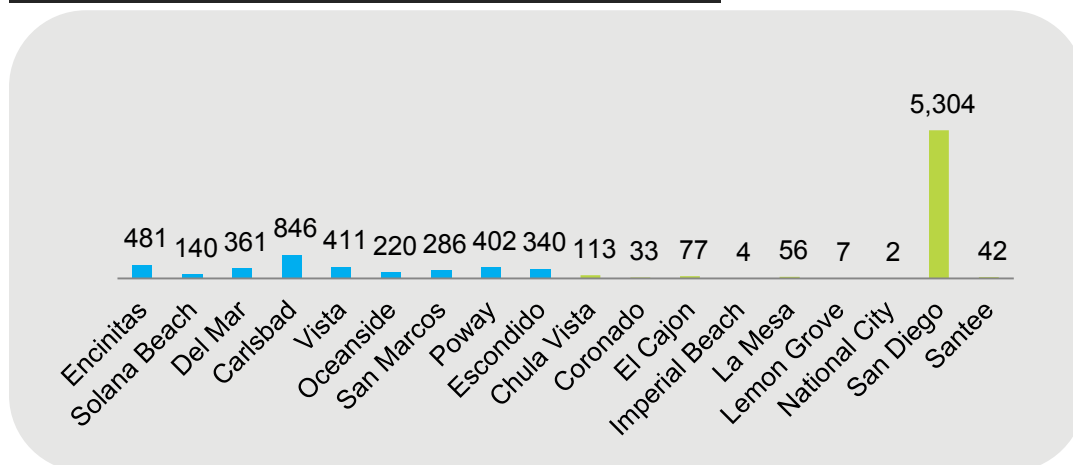 5,304
481 140 361 846 411 220 286 402 340 113 33 77 4 56 7 2 42
Encinitas
Solana Beach
Del Mar
Carlsbad
Vista
Oceanside
San Marcos
Poway
Escondido
Chula Vista
Coronado
El Cajon
Imperial Beach
La Mesa
Lemon Grove
National City
San Diego
Santee